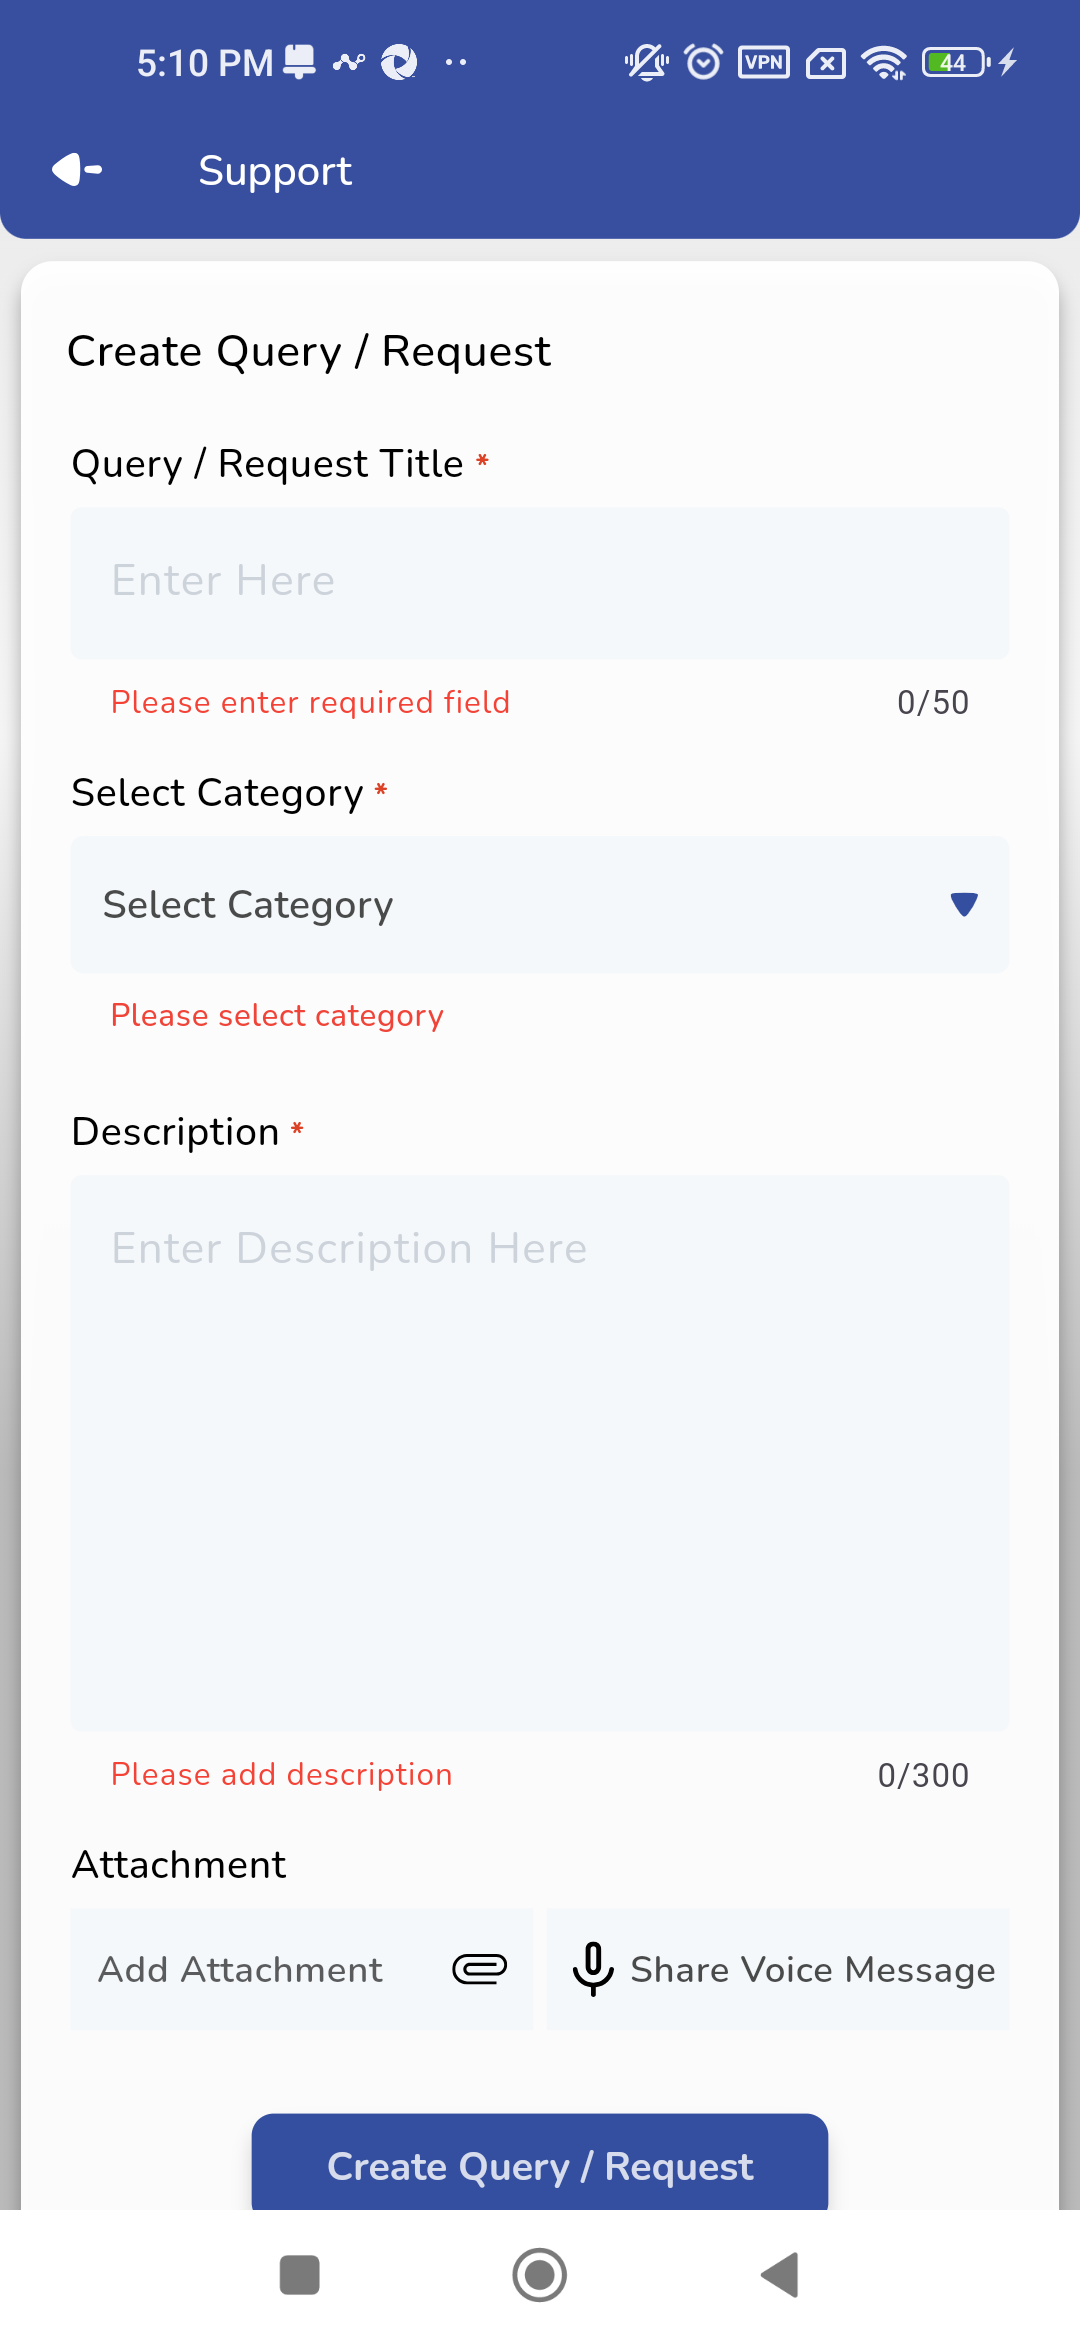 5:10 PM
VPN
44
Support
Create Query / Request
Query / Request Title *
Enter Here
Please enter required field 0/50
Select Category *
Select Category
Please select category
Description *
Enter Description Here
Please add description 0/300
Attachment
Add Attachment Share Voice Message
Create Query / Request